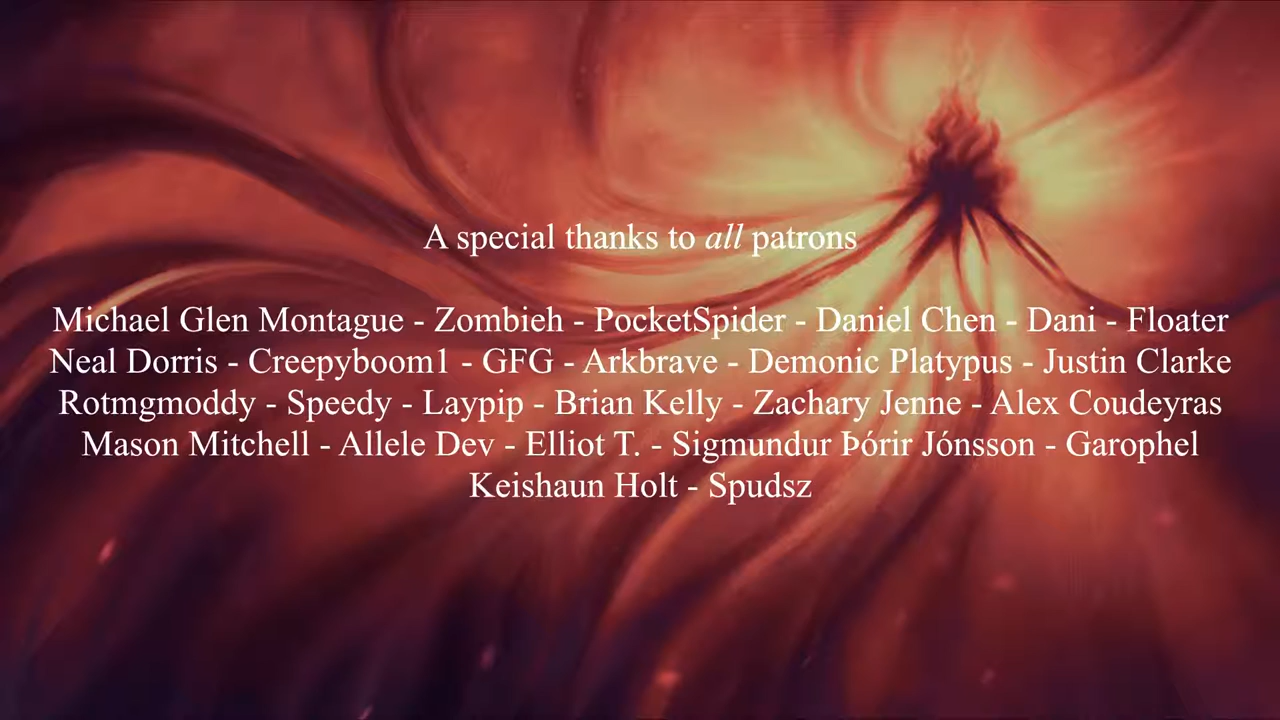 A special thanks to all patrons
Michael Glen Montague - Zombieh - PocketSpider - Daniel Chen - Dani - Floater
Neal Dorris - Creepyboom1 - GFG - Arkbrave - Demonic Platypus - Justin Clarke
Rotmgmoddy - Speedy - Laypip - Brian Kelly - Zachary Jenne - Alex Coudeyras
Mason Mitchell - Allele Dev - Elliot T. - Sigmundur Þórir Jónsson - Garophel
Keishaun Holt - Spudsz